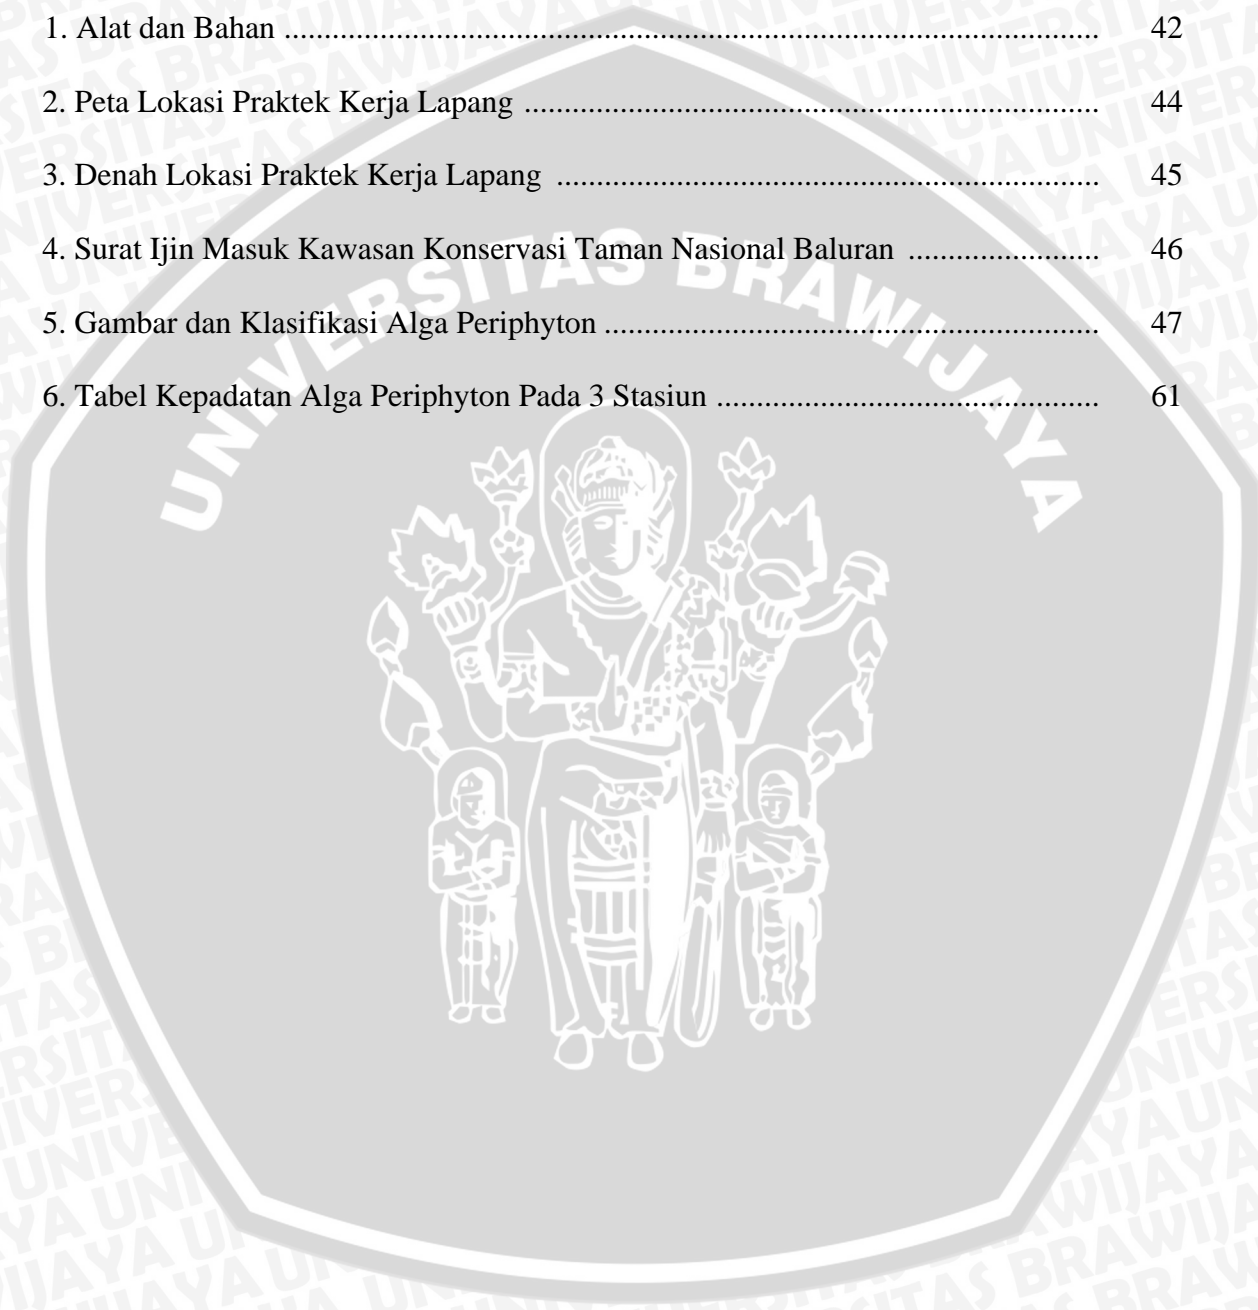 1. Alat dan Bahan ........................................................................................................ 42
2. Peta Lokasi Praktek Kerja Lapang ......................................................................... 44
3. Denah Lokasi Praktek Kerja Lapang ..................................................................... 45
4. Surat Ijin Masuk Kawasan Konservasi Taman Nasional Baluran ........................ 46
5. Gambar dan Klasifikasi Alga Periphyton ............................................................... 47
6. Tabel Kepadatan Alga Periphyton Pada 3 Stasiun ................................................ 61
UNIVERSITAS BRAWIJAYA